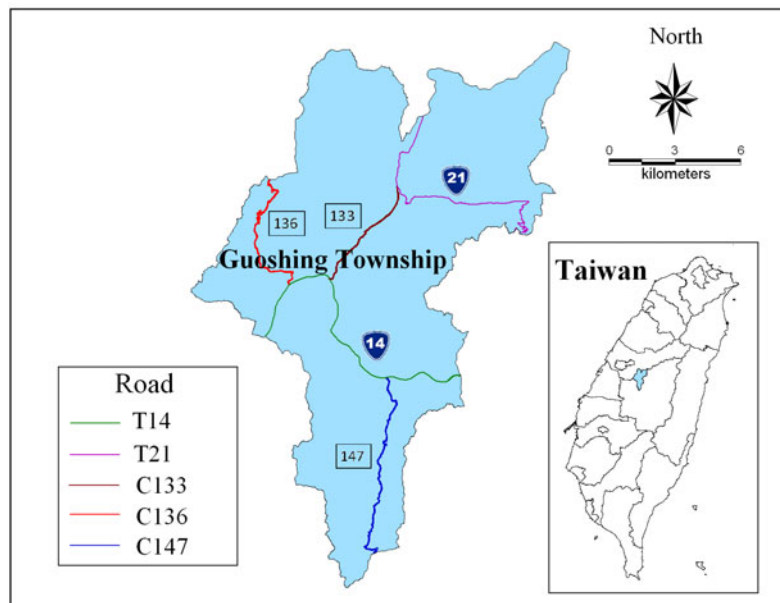 North
0 3 6
kilometers
21
136
133
Guoshing Township
14
147
Road
T14
T21
C133
C136
C147
Taiwan